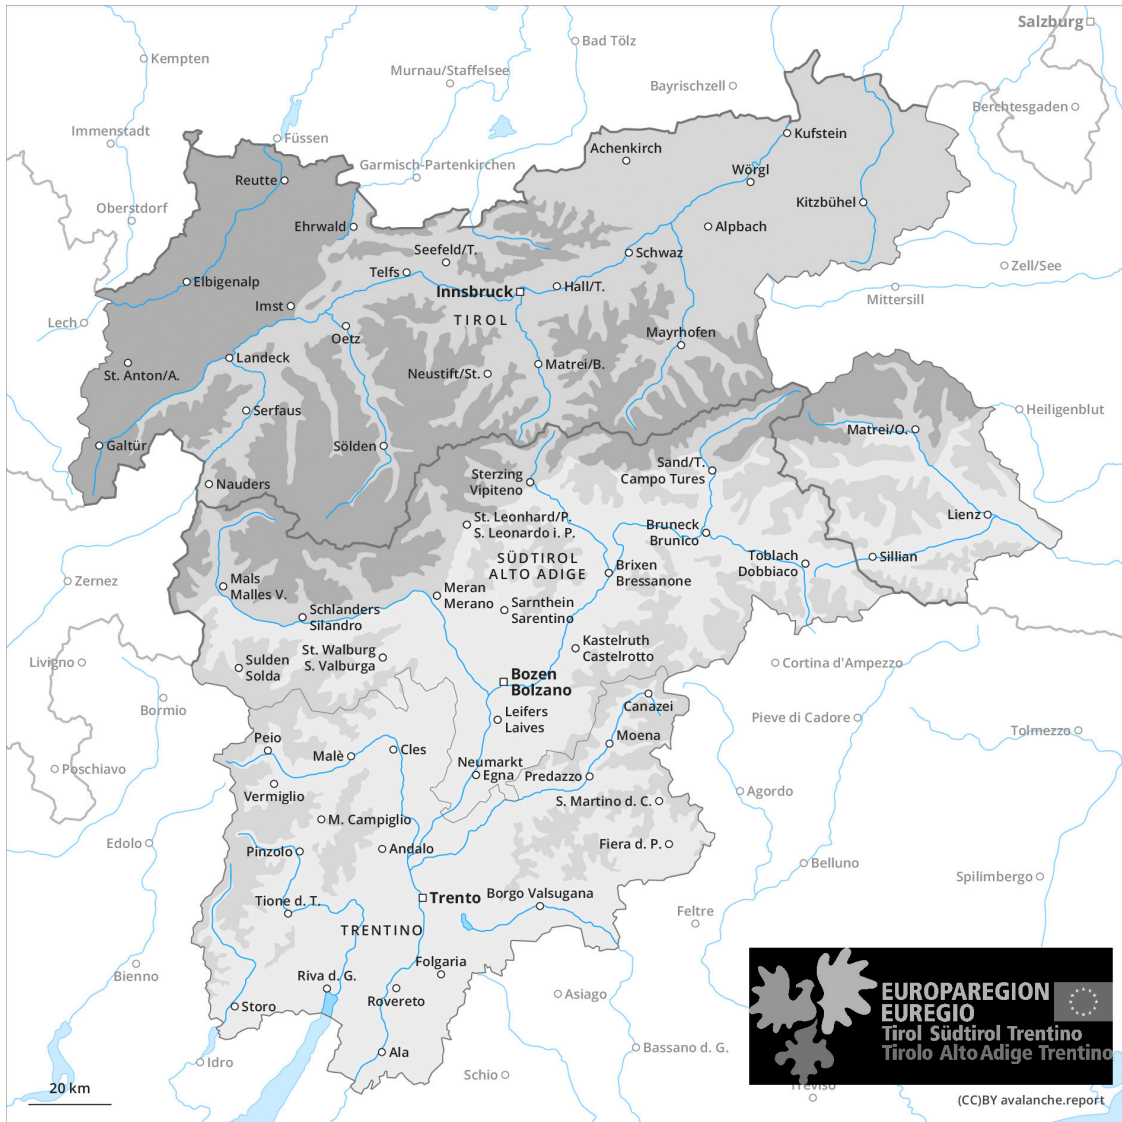 Salzburg
Bad Tölz
Kempten
Murnau/Staffelsee
Bayrischzell
Berchtesgaden
Immenstadt
Füssen
Kufstein
Achenkirch
Garmisch-Partenkirchen
Wörgl
Reutte
Oberstdorf
Kitzbühel
Ehrwald
Alpbach
Seefeld/T.
Schwaz
Zell/See
Telfs
Elbigenalp
Innsbruck
Hall/T.
Mittersill
Imst
Lech
TIROL
Oetz
Mayrhofen
Landeck
Matrei/B.
St. Anton/A.
Neustift/St.
Serfaus
Heiligenblut
Matrei/O.
Galtür
Sölden
Sterzing
Vipiteno
Sand/T.
Campo Tures
Nauders
St. Leonhard/P.
S. Leonardo i. P.
Bruneck
Brunico
Lienz
SÜDTIROL
ALTO ADIGE
Toblach
Dobbiaco
Sillian
Brixen
Bressanone
Zernez
Mals
Malles V.
Meran
Merano
Sarnthein
Sarentino
Schlanders
Silandro
Kastelruth
Castelrotto
St. Walburg
S. Valburga
Livigno
Sulden
Solda
Cortina d'Ampezzo
Bozen
Bolzano
Bormio
Canazei
Leifers
Laives
Pieve di Cadore
Tolmezzo
Peio
Moena
Malè
Cles
Neumarkt
Egna
Predazzo
Poschiavo
Vermiglio
Agordo
S. Martino d. C.
M. Campiglio
Edolo
Pinzolo
Andalo
Fiera d. P.
Belluno
Spilimbergo
Trento
Borgo Valsugana
Tione d. T.
Feltre
TRENTINO
Folgaria
Bienno
Riva d. G.
Rovereto
Asiago
Storo
EUROPAREGION
EUREGIO
Tirol Südtirol Trentino
Tirolo Alto Adige Trentino
Idro
Ala
Bassano d. G.
Schio
Treviso
20 km
(CC)BY avalanche.report